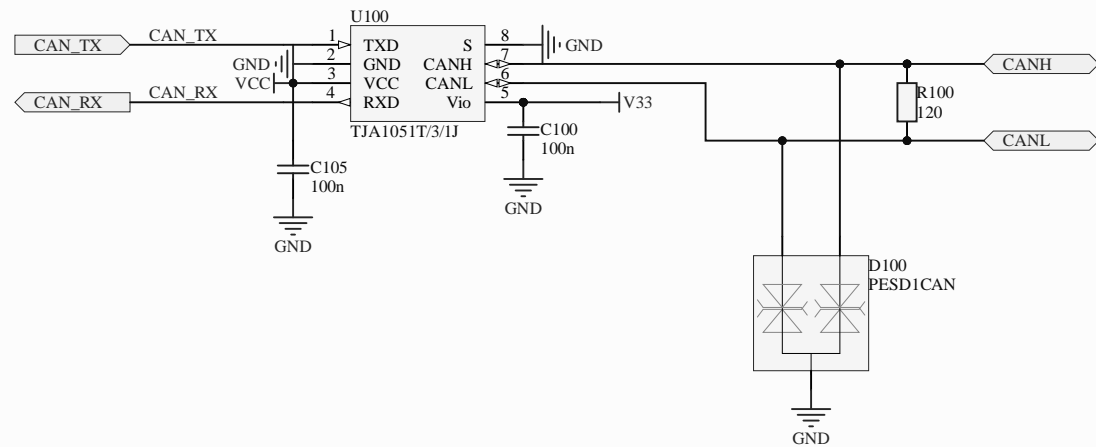 U100
CAN_TX
CAN_TX
1
TXD
S
8
GND
GND
2
GND
CANH
7
CANH
VCC
3
VCC
CANL
6
CAN_RX
CAN_RX
4
RXD
Vio
5
V33
R100
120
TJA1051T/3/1J
C100
100n
CANL
C105
100n
GND
GND
D100
PESD1CAN
GND